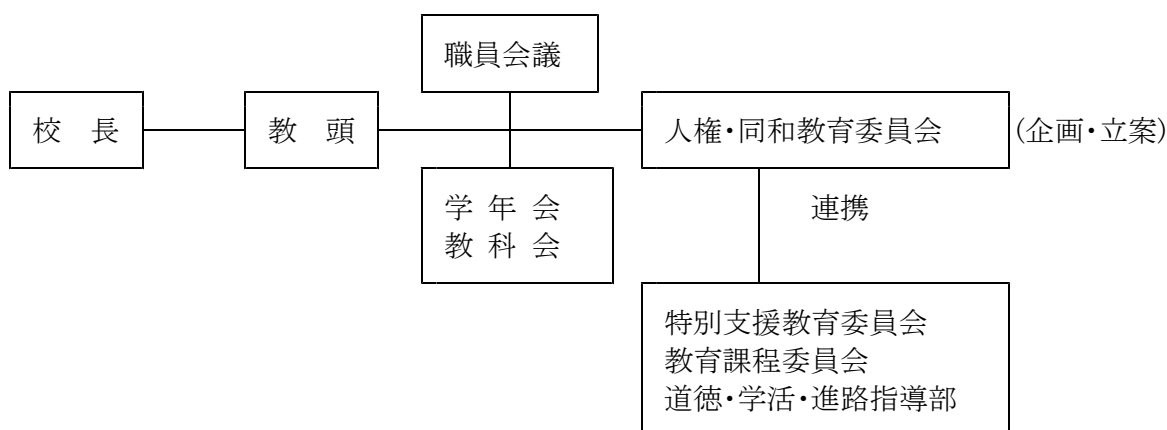 職員会議
校　長
教　頭
人権・同和教育委員会
(企画・立案)
学 年 会
教 科 会
連携
特別支援教育委員会
教育課程委員会
道徳・学活・進路指導部